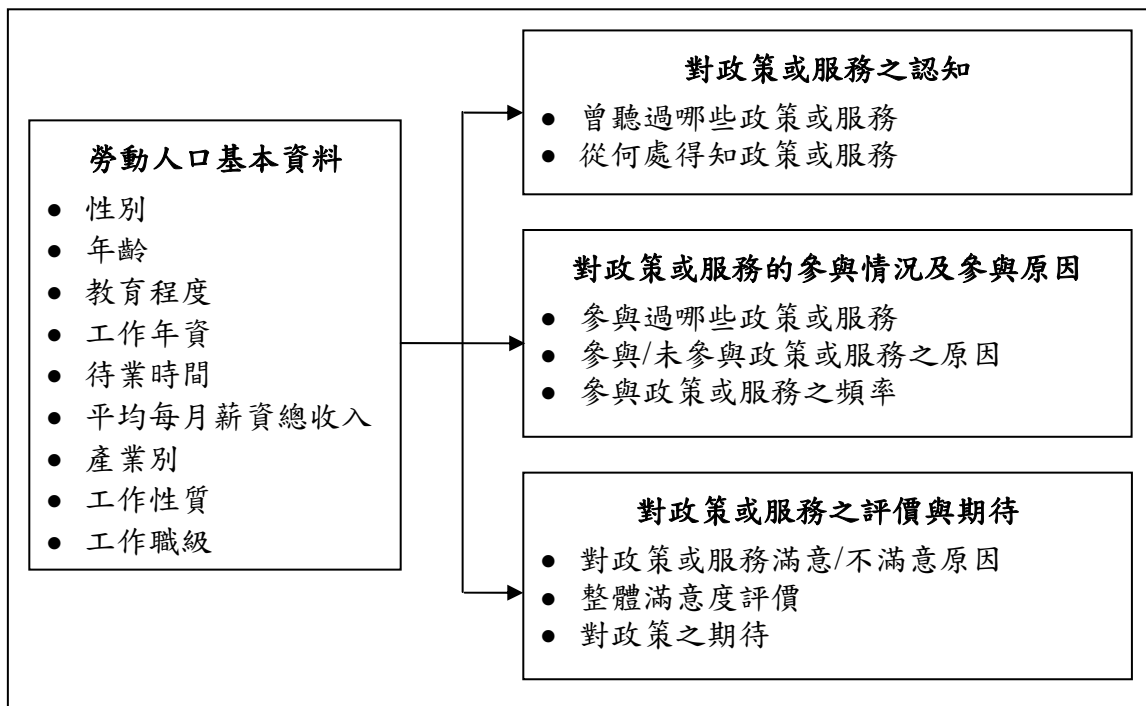 勞動人口基本資料
● 性別
● 年齡
● 教育程度
● 工作年資
● 待業時間
● 平均每月薪資總收入
● 產業別
● 工作性質
● 工作職級
對政策或服務之認知
● 曾聽過哪些政策或服務
● 從何處得知政策或服務
對政策或服務的參與情況及參與原因
● 參與過哪些政策或服務
● 參與/未參與政策或服務之原因
● 參與政策或服務之頻率
對政策或服務之評價與期待
● 對政策或服務滿意/不滿意原因
● 整體滿意度評價
● 對政策之期待